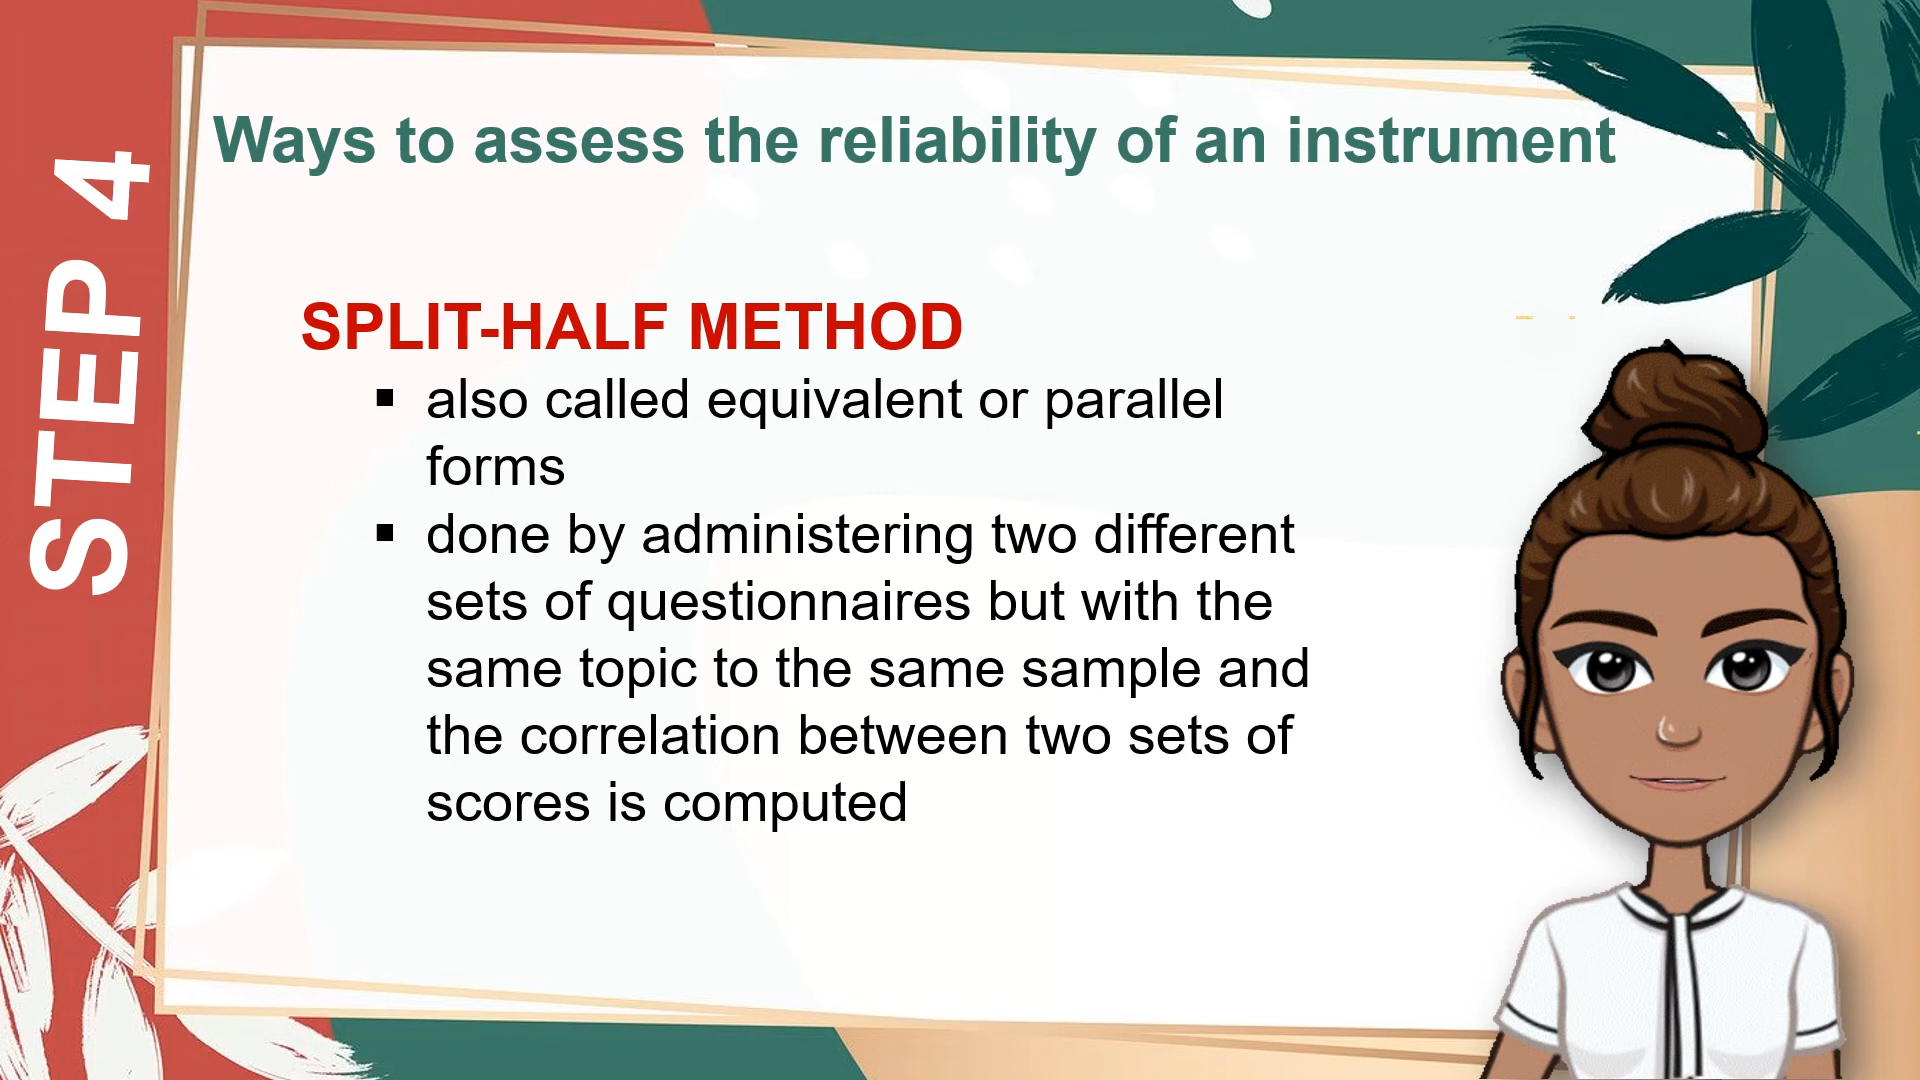 STEP 4
Ways to assess the reliability of an instrument
SPLIT-HALF METHOD
▪ also called equivalent or parallel
forms
▪ done by administering two different
sets of questionnaires but with the
same topic to the same sample and
the correlation between two sets of
scores is computed